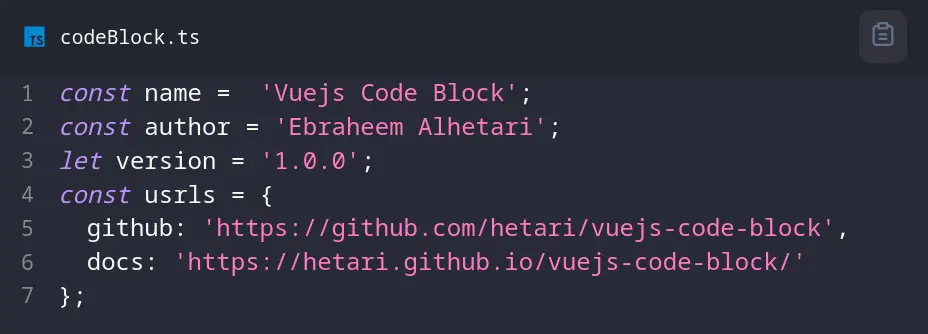 TS codeBlock.ts
1 const name =  'Vuejs Code Block';
2 const author = 'Ebraheem Alhetari';
3 let version = '1.0.0';
4 const usrls = {
5   github: 'https://github.com/hetari/vuejs-code-block',
6   docs: 'https://hetari.github.io/vuejs-code-block/'
7 };